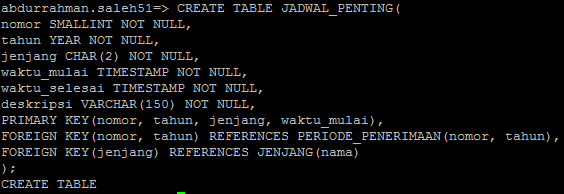 abdurrahman.saleh51=> CREATE TABLE JADWAL_PENTING(
nomor SMALLINT NOT NULL,
tahun YEAR NOT NULL,
jenjang CHAR(2) NOT NULL,
waktu_mulai TIMESTAMP NOT NULL,
waktu_selesai TIMESTAMP NOT NULL,
deskripsi VARCHAR(150) NOT NULL,
PRIMARY KEY(nomor, tahun, jenjang, waktu_mulai),
FOREIGN KEY(nomor, tahun) REFERENCES PERIODE_PENERIMAAN(nomor, tahun),
FOREIGN KEY(jenjang) REFERENCES JENJANG(nama)
);
CREATE TABLE